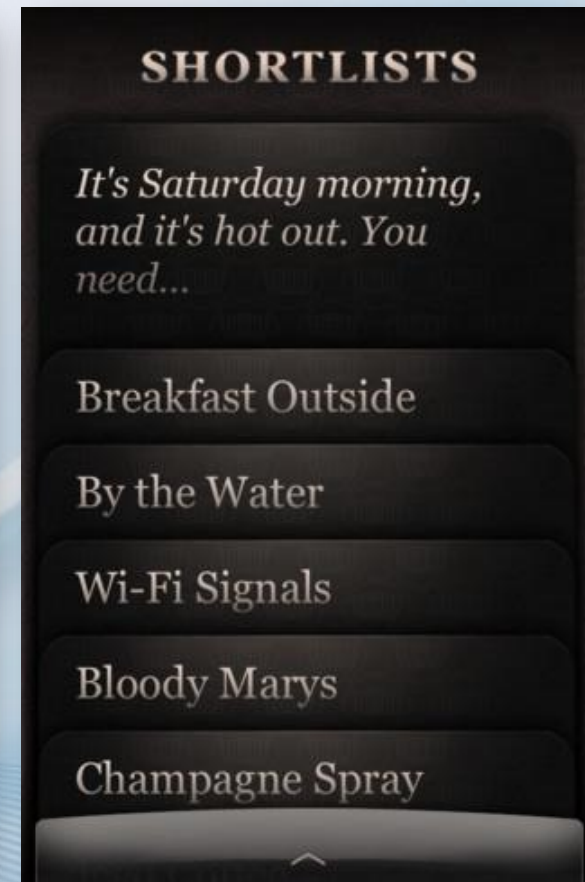 SHORTLISTS
It's Saturday morning,
and it's hot out. You
need...
Breakfast Outside
By the Water
Wi-Fi Signals
Bloody Marys
Champagne Spray